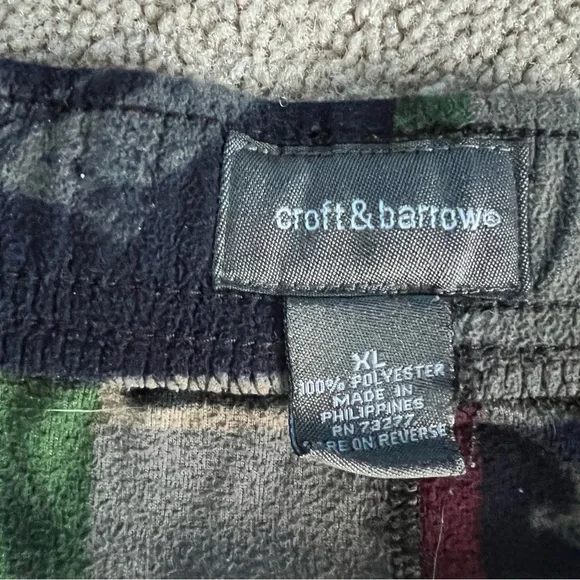 croft&barrow®
XL
100% POLYESTER
MADE IN
PHILIPPINES
RN 73277
CARE ON REVERSE